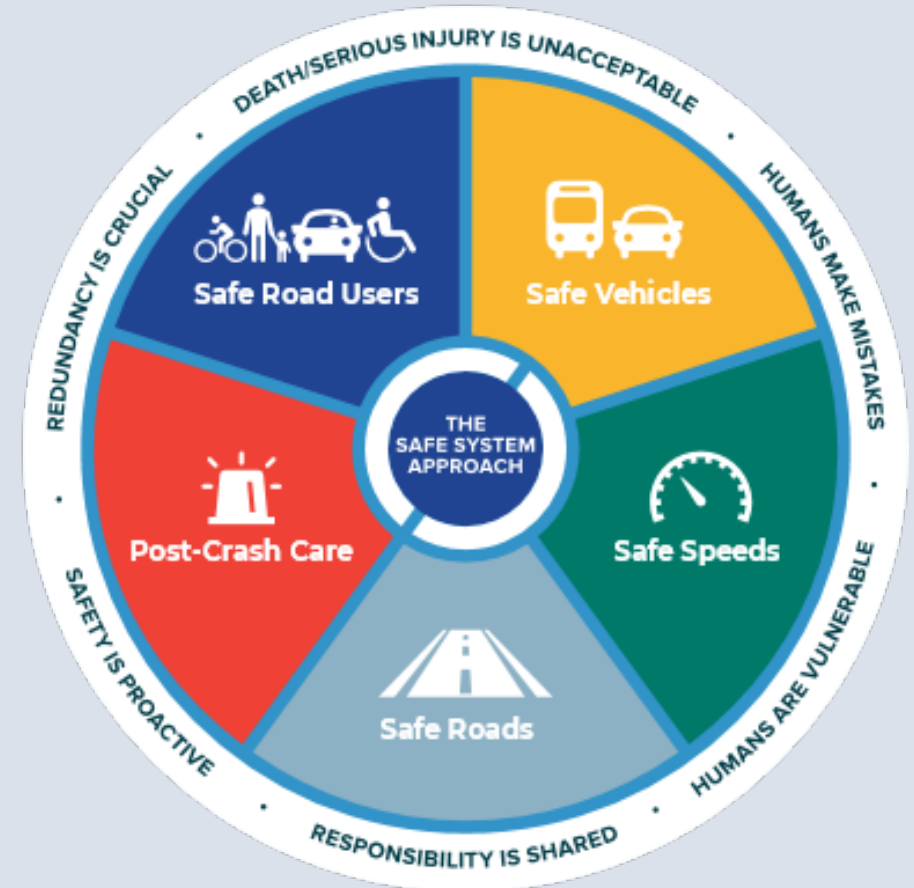 DEATH/SERIOUS INJURY IS UNACCEPTABLE
HUMANS MAKE MISTAKES
HUMANS ARE VULNERABLE
RESPONSIBILITY IS SHARED
SAFETY IS PROACTIVE
REDUNDANCY IS CRUCIAL
Safe Road Users
Safe Vehicles
THE
SAFE SYSTEM
APPROACH
Post-Crash Care
Safe Speeds
Safe Roads